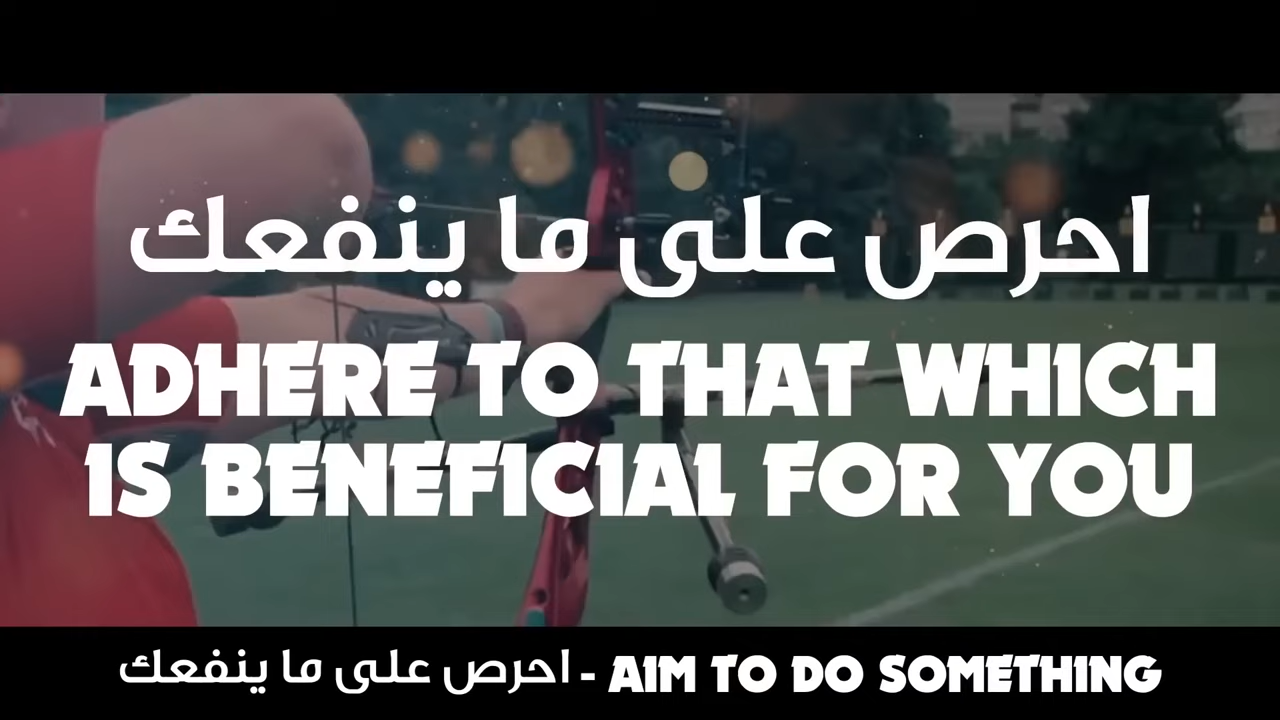 احرص على ما ينفعك
ADHERE TO THAT WHICH
IS BENEFICIAL FOR YOU
احرص على ما ينفعك - AIM TO DO SOMETHING